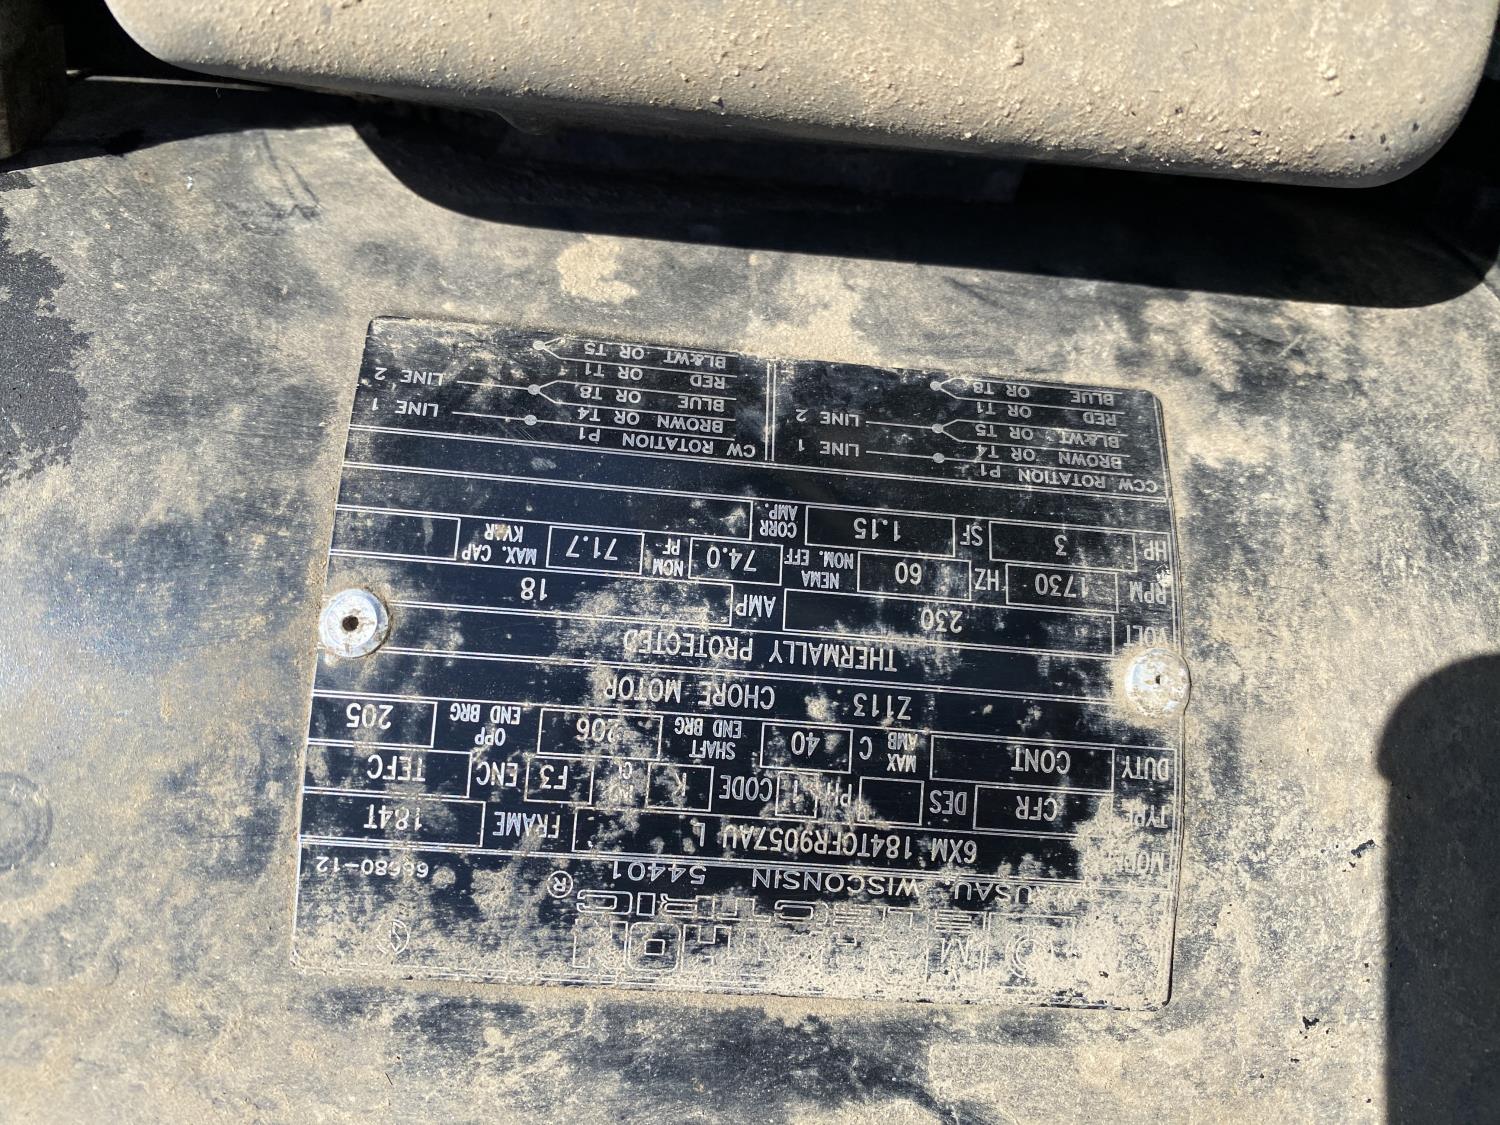 MARATHON
ELECTRIC ®
WAUSAU, WISCONSIN 54401 66680-12
MODEL 6XM 184TCFR9057AU L FRAME 184T
TYPE CFR DES PH 1 CODE K INS CL F3 ENC TEFC
DUTY CONT MAX AMB C 40 SHAFT END BRG 206 OPP END BRG 205
Z113 CHORE MOTOR
THERMALLY PROTECTED
VOLT 230 AMP 18
RPM 1730 HZ 60 NEMA NOM. EFF 74.0 NOM PF 71.7 MAX. CAP KVAR
HP 3 SF 1.15 CORR AMP.
CCW ROTATION P1
BROWN OR T4 LINE 1
BL&WT OR T5
RED OR T1 LINE 2
BLUE OR T8
CW ROTATION P1
BROWN OR T4 LINE 1
BLUE OR T8
RED OR T1 LINE 2
BL&WT OR T5